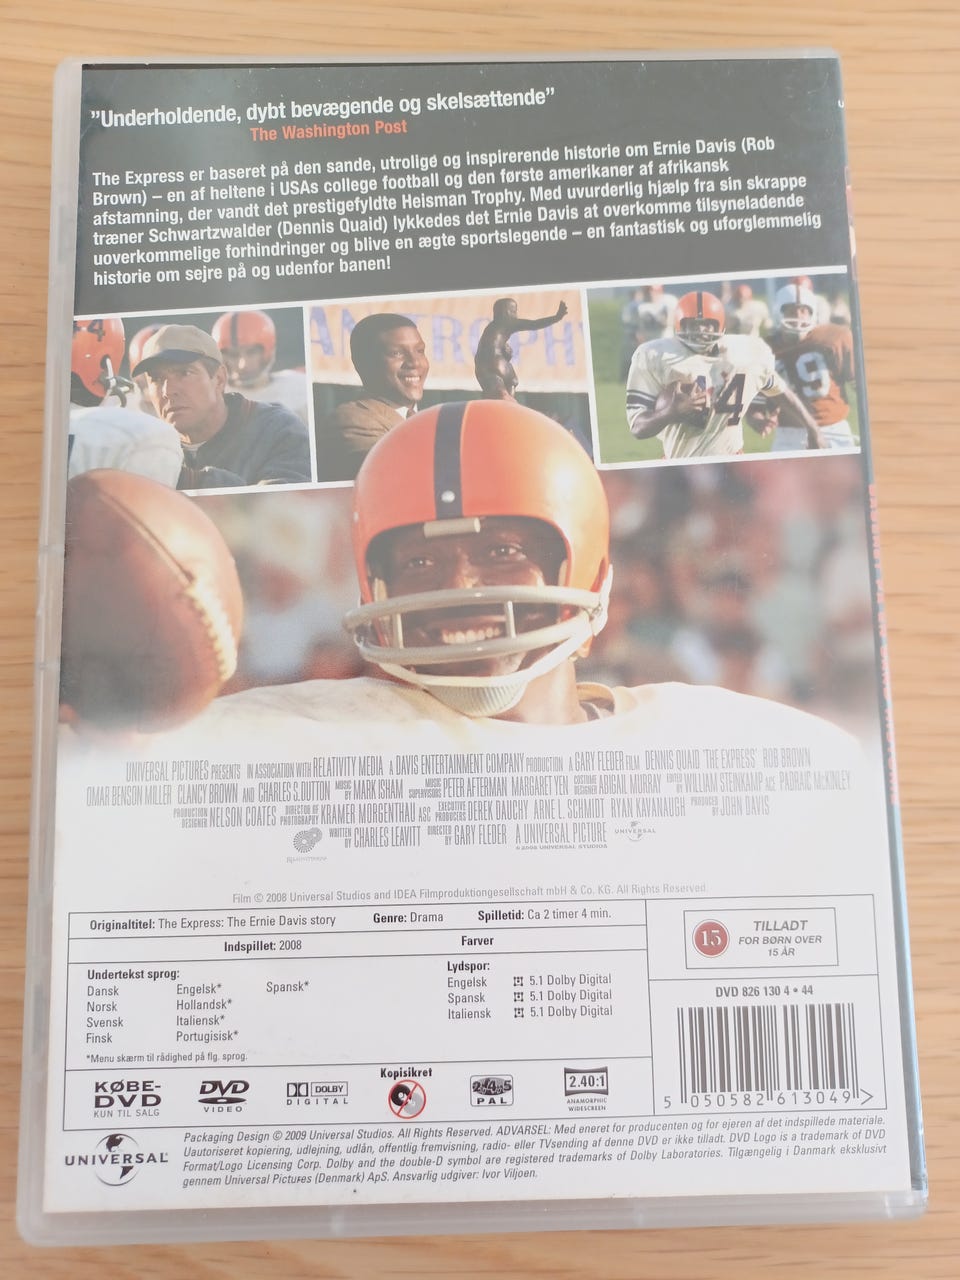 "Underholdende, dybt bevægende og skelsættende"
The Washington Post
The Express er baseret på den sande, utrolige og inspirerende historie om Ernie Davis (Rob
Brown) – en af heltene i USAs college football og den første amerikaner af afrikansk
afstamning, der vandt det prestigefyldte Heisman Trophy. Med uvurderlig hjælp fra sin skrappe
træner Schwartzwalder (Dennis Quaid) lykkedes det Ernie Davis at overkomme tilsyneladende
uoverkommelige forhindringer og blive en ægte sportslegende – en fantastisk og uforglemmelig
historie om sejre på og udenfor banen!
44
UNIVERSAL PICTURES PRESENTS IN ASSOCIATION WITH RELATIVITY MEDIA A DAVIS ENTERTAINMENT COMPANY PRODUCTION A GARY FLEDER FILM DENNIS QUAID 'THE EXPRESS' ROB BROWN
OMAR BENSON MILLER CLANCY BROWN AND CHARLES S. DUTTON MUSIC BY MARK ISHAM MUSIC SUPERVISORS PETER AFTERMAN MARGARET YEN COSTUME DESIGNER ABIGAIL MURRAY EDITED BY WILLIAM STEINKAMP ACE PADRAIC McKINLEY
PRODUCTION DESIGNER NELSON COATES DIRECTOR OF PHOTOGRAPHY KRAMER MORGENTHAU ASC EXECUTIVE PRODUCERS DEREK DAUCHY ARNE L. SCHMIDT RYAN KAVANAUGH PRODUCED BY JOHN DAVIS
WRITTEN BY CHARLES LEAVITT DIRECTED BY GARY FLEDER A UNIVERSAL PICTURE UNIVERSAL
© 2008 UNIVERSAL STUDIOS
Film © 2008 Universal Studios and IDEA Filmproduktiongesellschaft mbH & Co. KG. All Rights Reserved.
Originaltitel: The Express: The Ernie Davis story Genre: Drama Spilletid: Ca 2 timer 4 min.
Indspillet: 2008 Farver
Undertekst sprog:
Dansk Engelsk* Spansk*
Norsk Hollandsk*
Svensk Italiensk*
Finsk Portugisisk*
*Menu skærm til rådighed på flg. sprog.
Lydspor:
Engelsk 5.1 Dolby Digital
Spansk 5.1 Dolby Digital
Italiensk 5.1 Dolby Digital
15
TILLADT
FOR BØRN OVER
15 ÅR
DVD 826 130 4 • 44
5 050582 613049 >
KØBE-
DVD
KUN TIL SALG
DVD
VIDEO
DOLBY
DIGITAL
Kopisikret
2 4 5
PAL
2.40:1
ANAMORPHIC
WIDESCREEN
UNIVERSAL
Packaging Design © 2009 Universal Studios. All Rights Reserved. ADVARSEL: Med eneret for producenten og for ejeren af det indspillede materiale.
Uautoriseret kopiering, udlejning, udlån, offentlig fremvisning, radio- eller TVsending af denne DVD er ikke tilladt. DVD Logo is a trademark of DVD
Format/Logo Licensing Corp. Dolby and the double-D symbol are registered trademarks of Dolby Laboratories. Tilgængelig i Danmark eksklusivt
gennem Universal Pictures (Denmark) ApS. Ansvarlig udgiver: Ivor Viljoen.